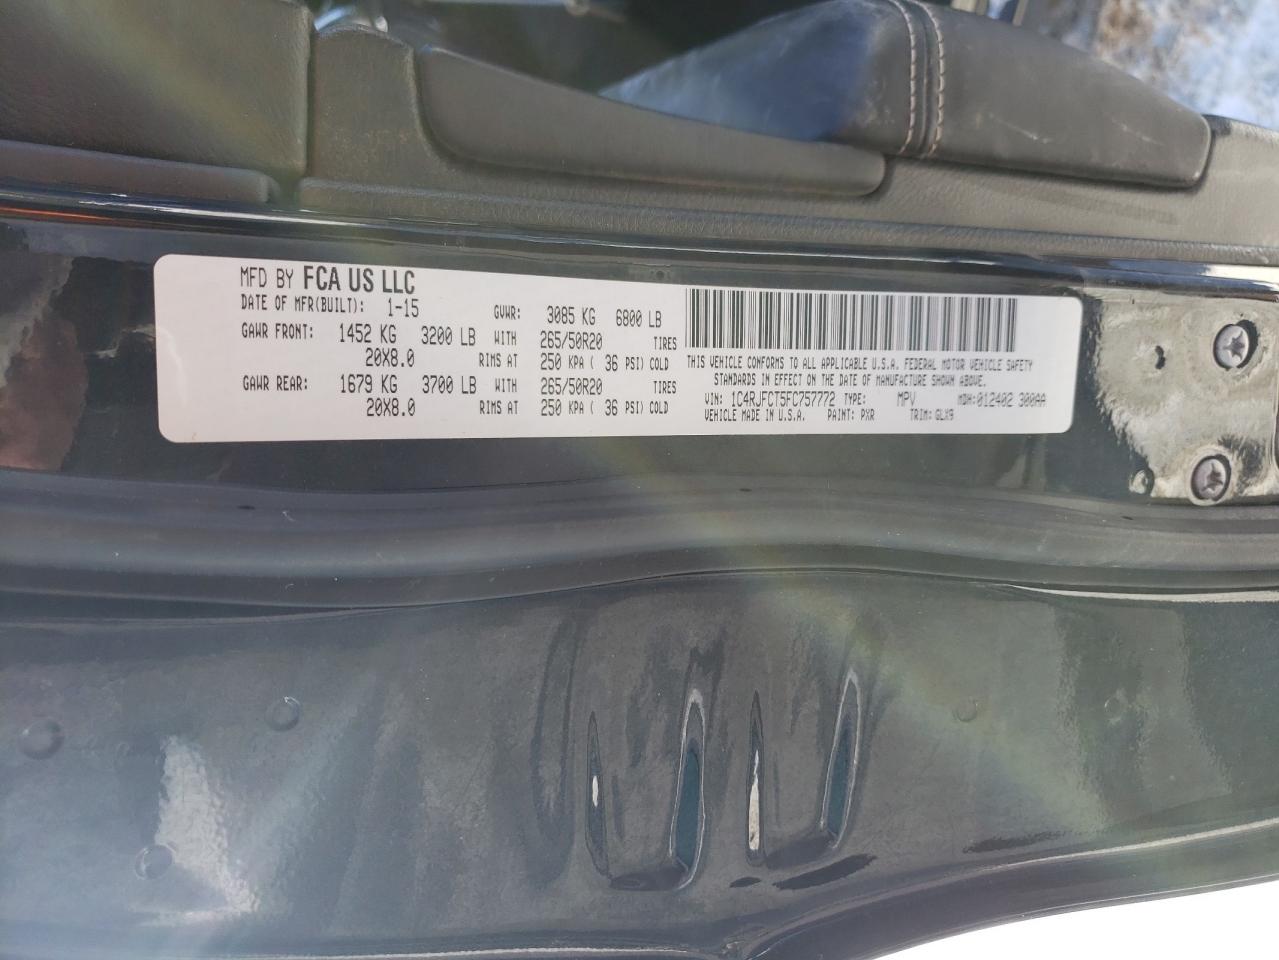 MFD BY FCA US LLC
DATE OF MFR(BUILT): 1-15 GVWR: 3085 KG 6800 LB
GAWR FRONT: 1452 KG 3200 LB WITH 265/50R20 TIRES
20X8.0 RIMS AT 250 KPA ( 36 PSI) COLD
GAWR REAR: 1679 KG 3700 LB WITH 265/50R20 TIRES
20X8.0 RIMS AT 250 KPA ( 36 PSI) COLD
THIS VEHICLE CONFORMS TO ALL APPLICABLE U.S.A. FEDERAL MOTOR VEHICLE SAFETY
STANDARDS IN EFFECT ON THE DATE OF MANUFACTURE SHOWN ABOVE.
VIN: 1C4RJFCT5FC757772 TYPE: MPV MDH:012402 300AA
VEHICLE MADE IN U.S.A. PAINT: PXR TRIM: GLX9